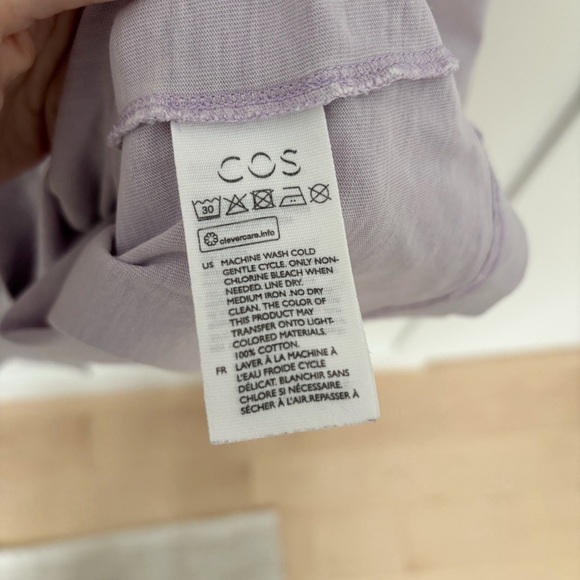 COS
30
clevercare.info
US MACHINE WASH COLD
GENTLE CYCLE. ONLY NON-
CHLORINE BLEACH WHEN
NEEDED. LINE DRY.
MEDIUM IRON .NO DRY
CLEAN. THE COLOR OF
THIS PRODUCT MAY
TRANSFER ONTO LIGHT-
COLORED MATERIALS.
100% COTTON.
FR LAVER À LA MACHINE À
L'EAU FROIDE CYCLE
DÉLICAT. BLANCHIR SANS
CHLORE SI NÉCESSAIRE.
SÉCHER À L'AIR.REPASSER À